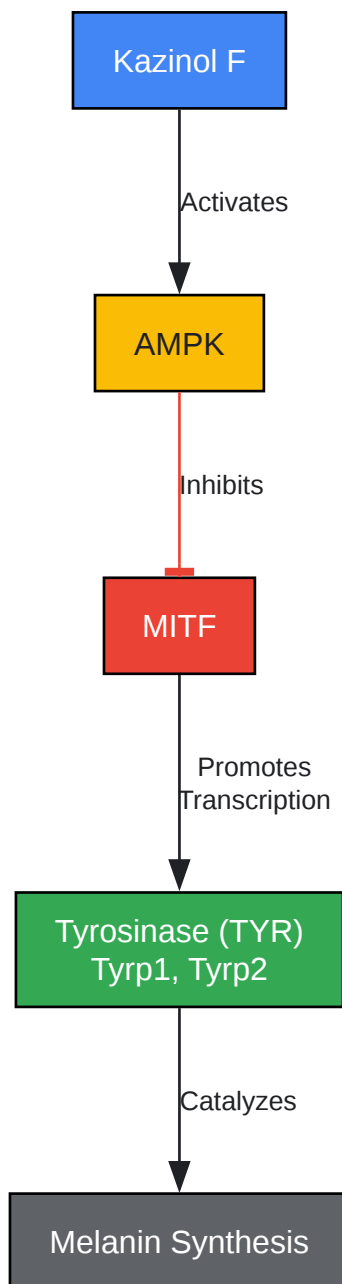 Kazinol F
Activates
AMPK
Inhibits
MITF
Promotes
Transcription
Tyrosinase (TYR)
Tyrp1, Tyrp2
Catalyzes
Melanin Synthesis